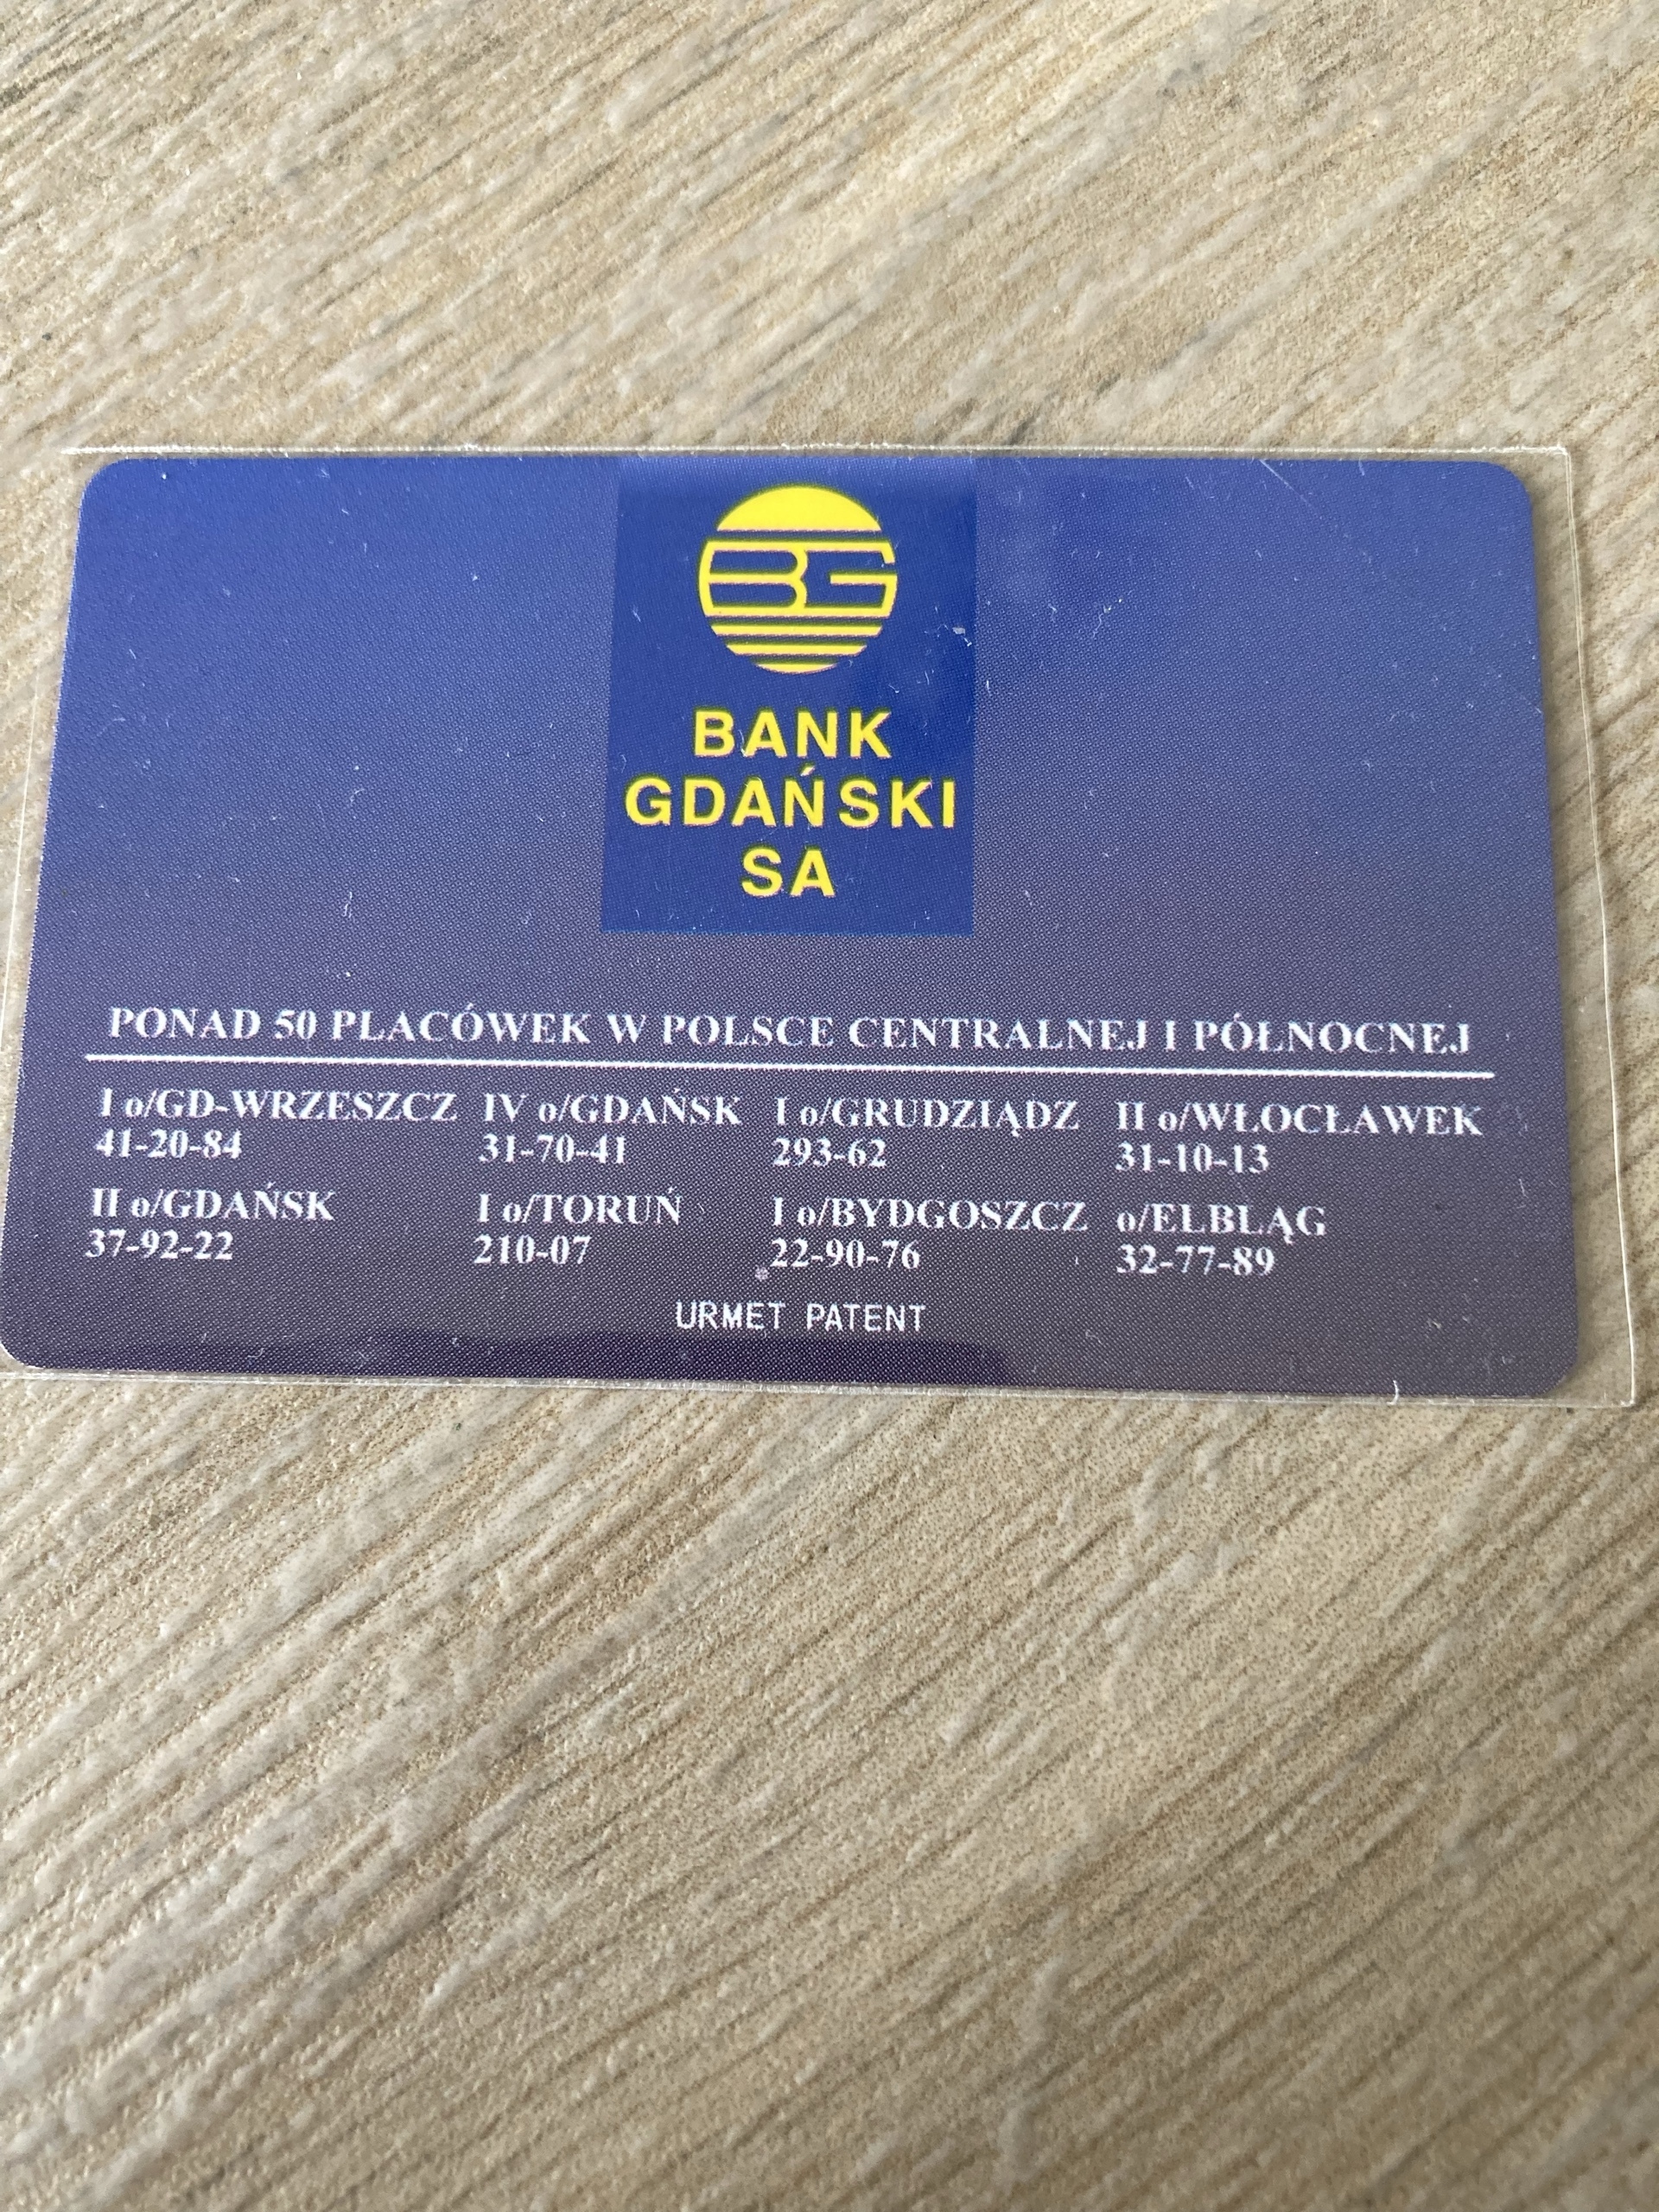 BG
BANK
GDAŃSKI
SA
PONAD 50 PLACÓWEK W POLSCE CENTRALNEJ I PÓŁNOCNEJ
I o/GD-WRZESZCZ IV o/GDAŃSK I o/GRUDZIĄDZ II o/WŁOCŁAWEK
41-20-84 31-70-41 293-62 31-10-13
II o/GDAŃSK I o/TORUŃ I o/BYDGOSZCZ o/ELBLĄG
37-92-22 210-07 22-90-76 32-77-89
URMET PATENT